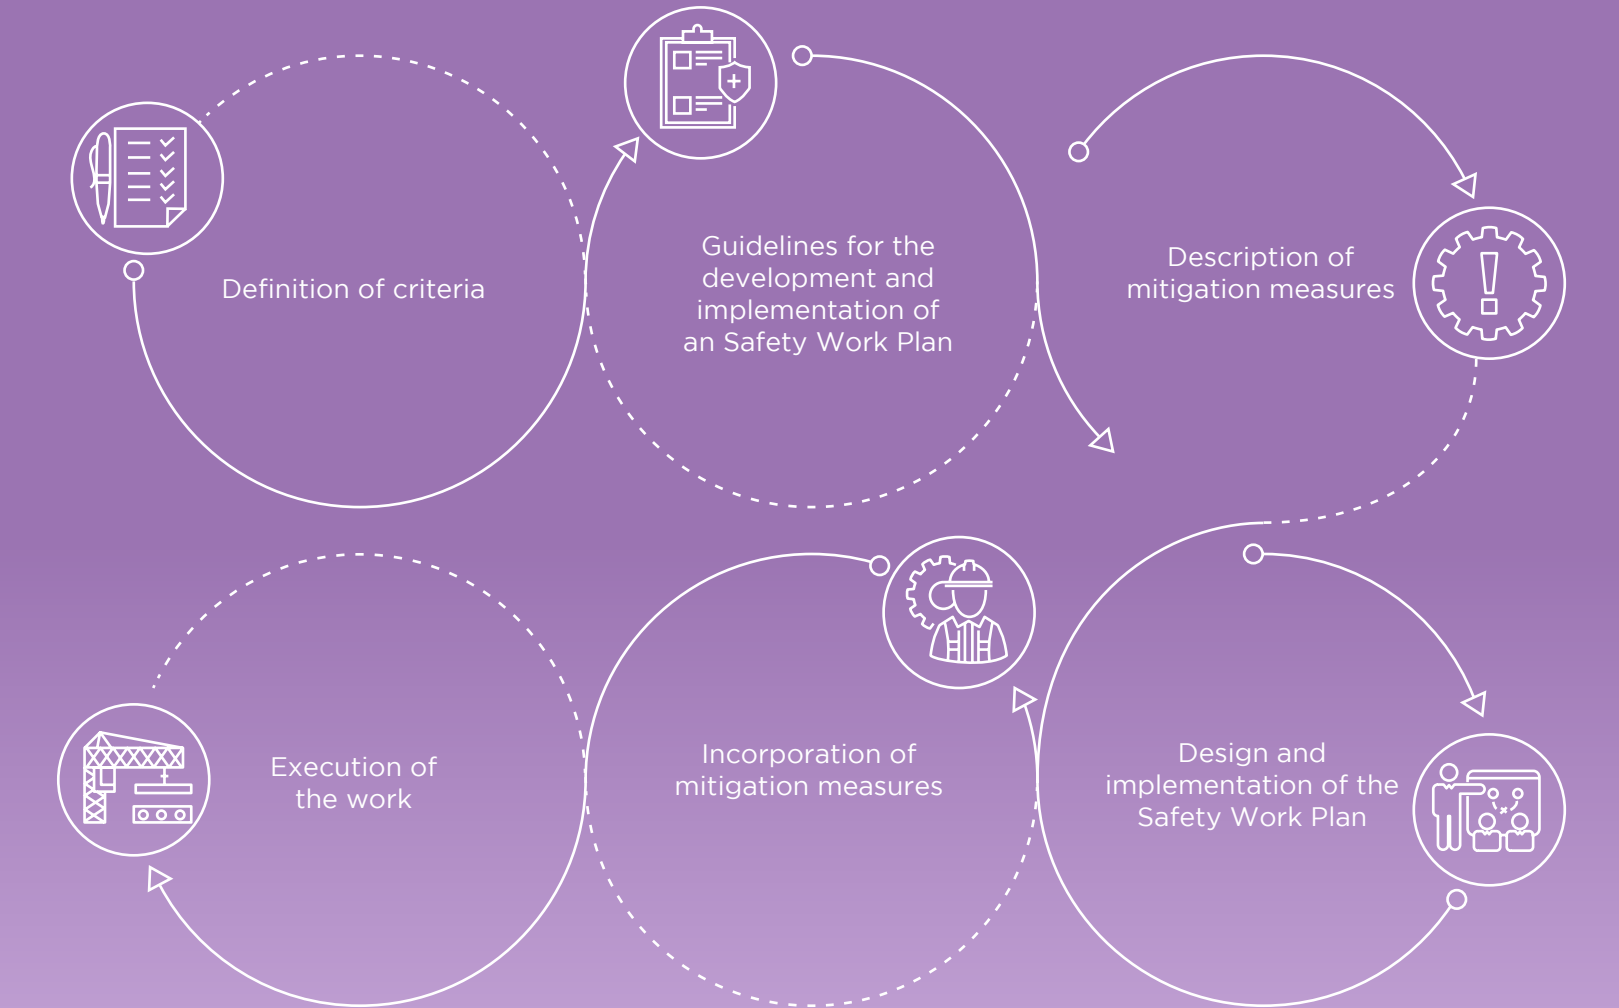 Definition of criteria
Guidelines for the
development and
implementation of
an Safety Work Plan
Description of
mitigation measures
Execution of
the work
Incorporation of
mitigation measures
Design and
implementation of the
Safety Work Plan